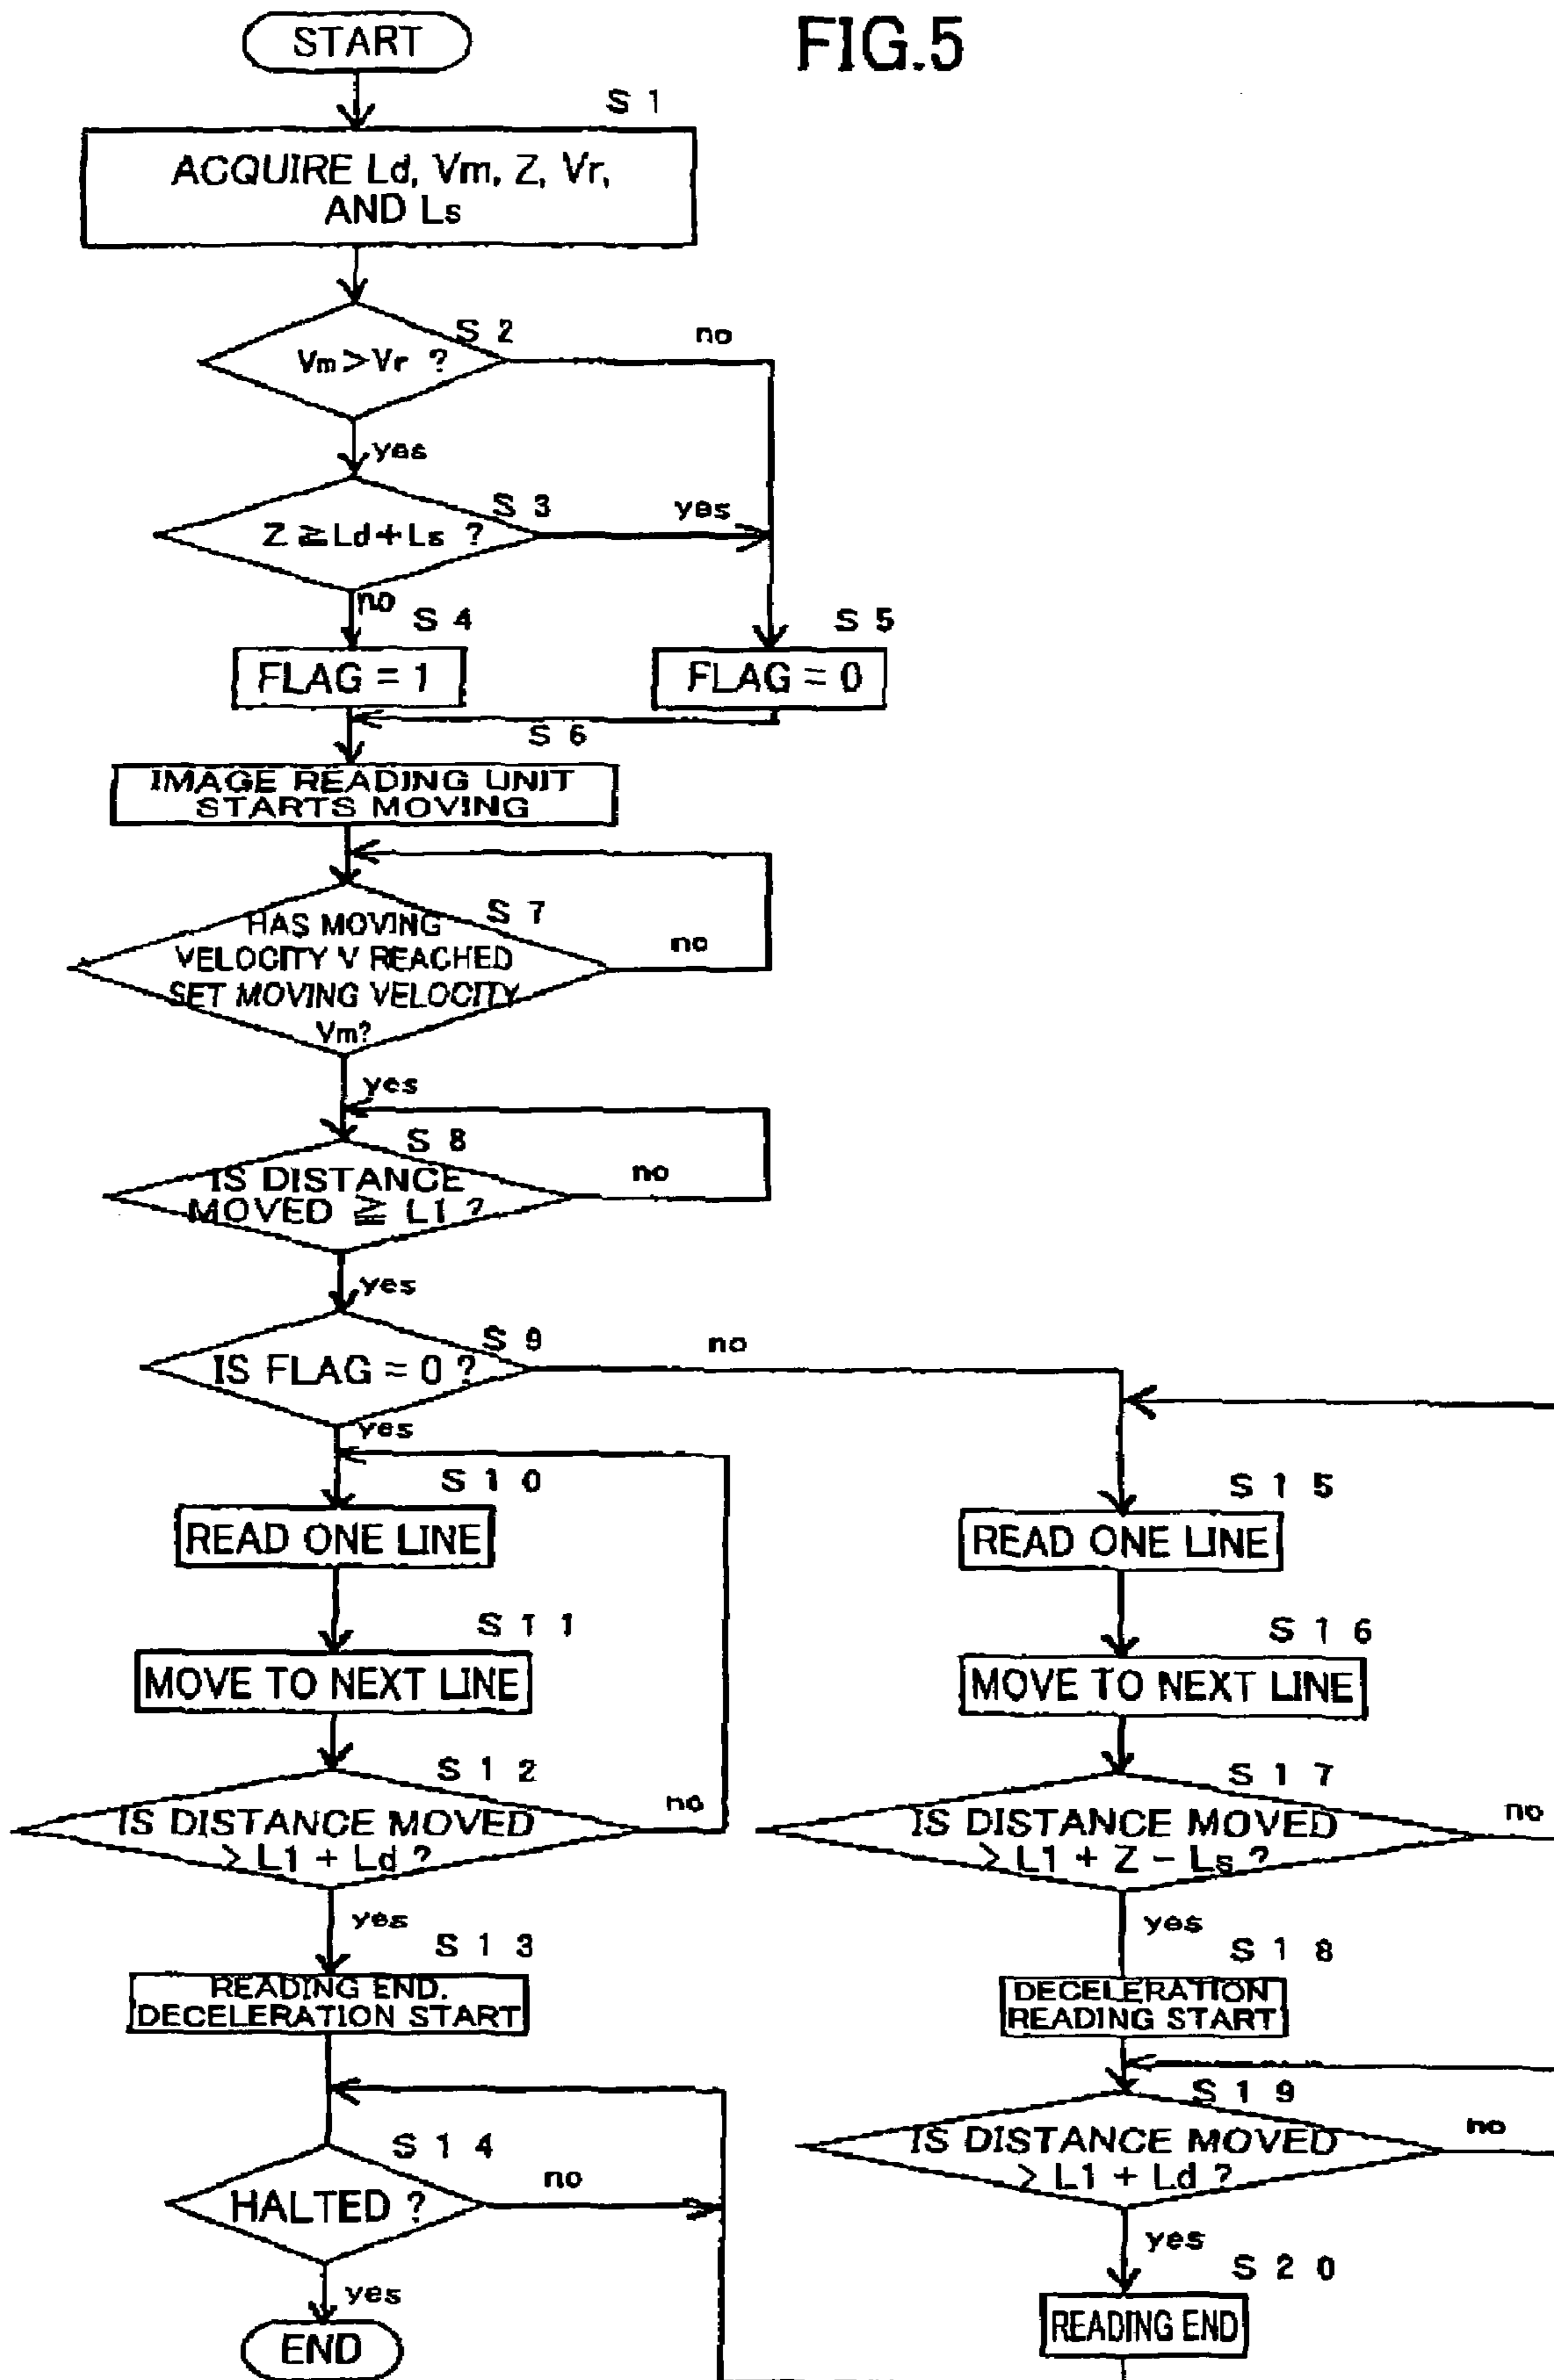 FIG.5
START
S 1
ACQUIRE Ld, Vm, Z, Vr,
AND Ls
S 2
no
Vm>Vr ?
yes
S 3
yes
Z ≧Ld+Ls ?
no
S 4
S 5
FLAG = 1
FLAG = 0
S 6
IMAGE READING UNIT
STARTS MOVING
S 7
HAS MOVING
VELOCITY V REACHED
SET MOVING VELOCITY
Vm?
no
yes
S 8
IS DISTANCE
MOVED ≧ L1 ?
no
yes
S 9
no
IS FLAG = 0 ?
yes
S 1 0
READ ONE LINE
S 1 1
MOVE TO NEXT LINE
S 1 2
IS DISTANCE MOVED
> L1 + Ld ?
no
yes
S 1 3
READING END.
DECELERATION START
S 1 4
HALTED ?
no
yes
END
S 1 5
READ ONE LINE
S 1 6
MOVE TO NEXT LINE
S 1 7
IS DISTANCE MOVED
> L1 + Z − Ls ?
no
yes
S 1 8
DECELERATION
READING START
S 1 9
IS DISTANCE MOVED
> L1 + Ld ?
no
yes
S 2 0
READING END